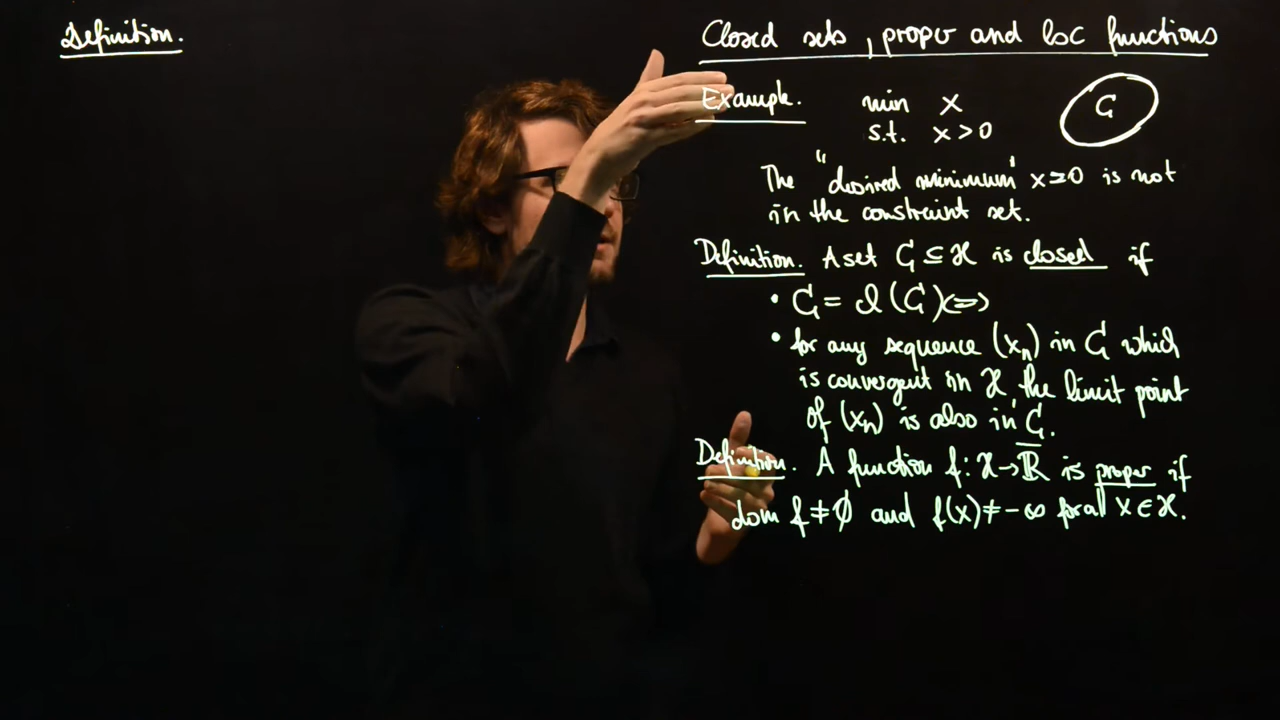 Definition.
Closed sets, proper and lsc functions
Example. min x
s.t. x > 0
C
The "desired minimum" x=0 is not
in the constraint set.
Definition. A set C ⊆ 𝓗 is closed if
• C = cl(C) <=>
• for any sequence (xₙ) in C which
is convergent in 𝓗, the limit point
of (xₙ) is also in C.
Definition. A function f: 𝓗→R̅ is proper if
dom f ≠ ∅ and f(x) ≠ -∞ for al x ∈ 𝓗.